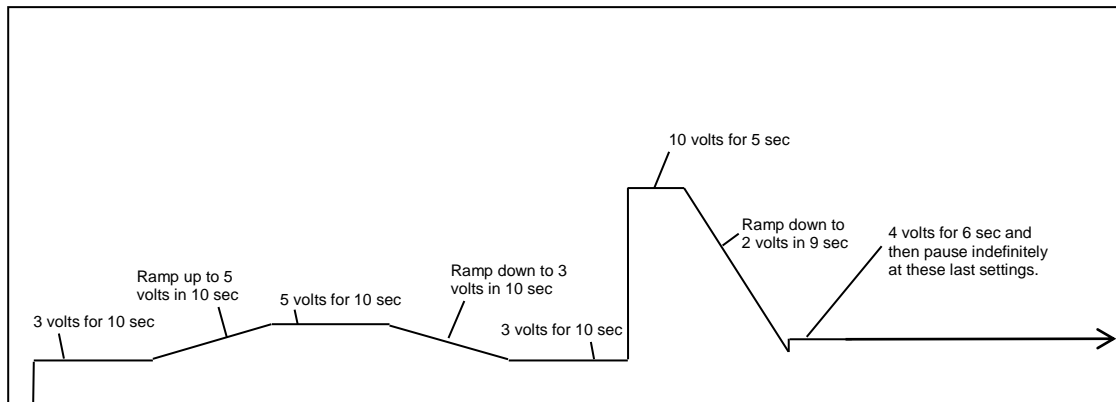 3 volts for 10 sec
Ramp up to 5
volts in 10 sec
5 volts for 10 sec
Ramp down to 3
volts in 10 sec
3 volts for 10 sec
10 volts for 5 sec
Ramp down to
2 volts in 9 sec
4 volts for 6 sec and
then pause indefinitely
at these last settings.